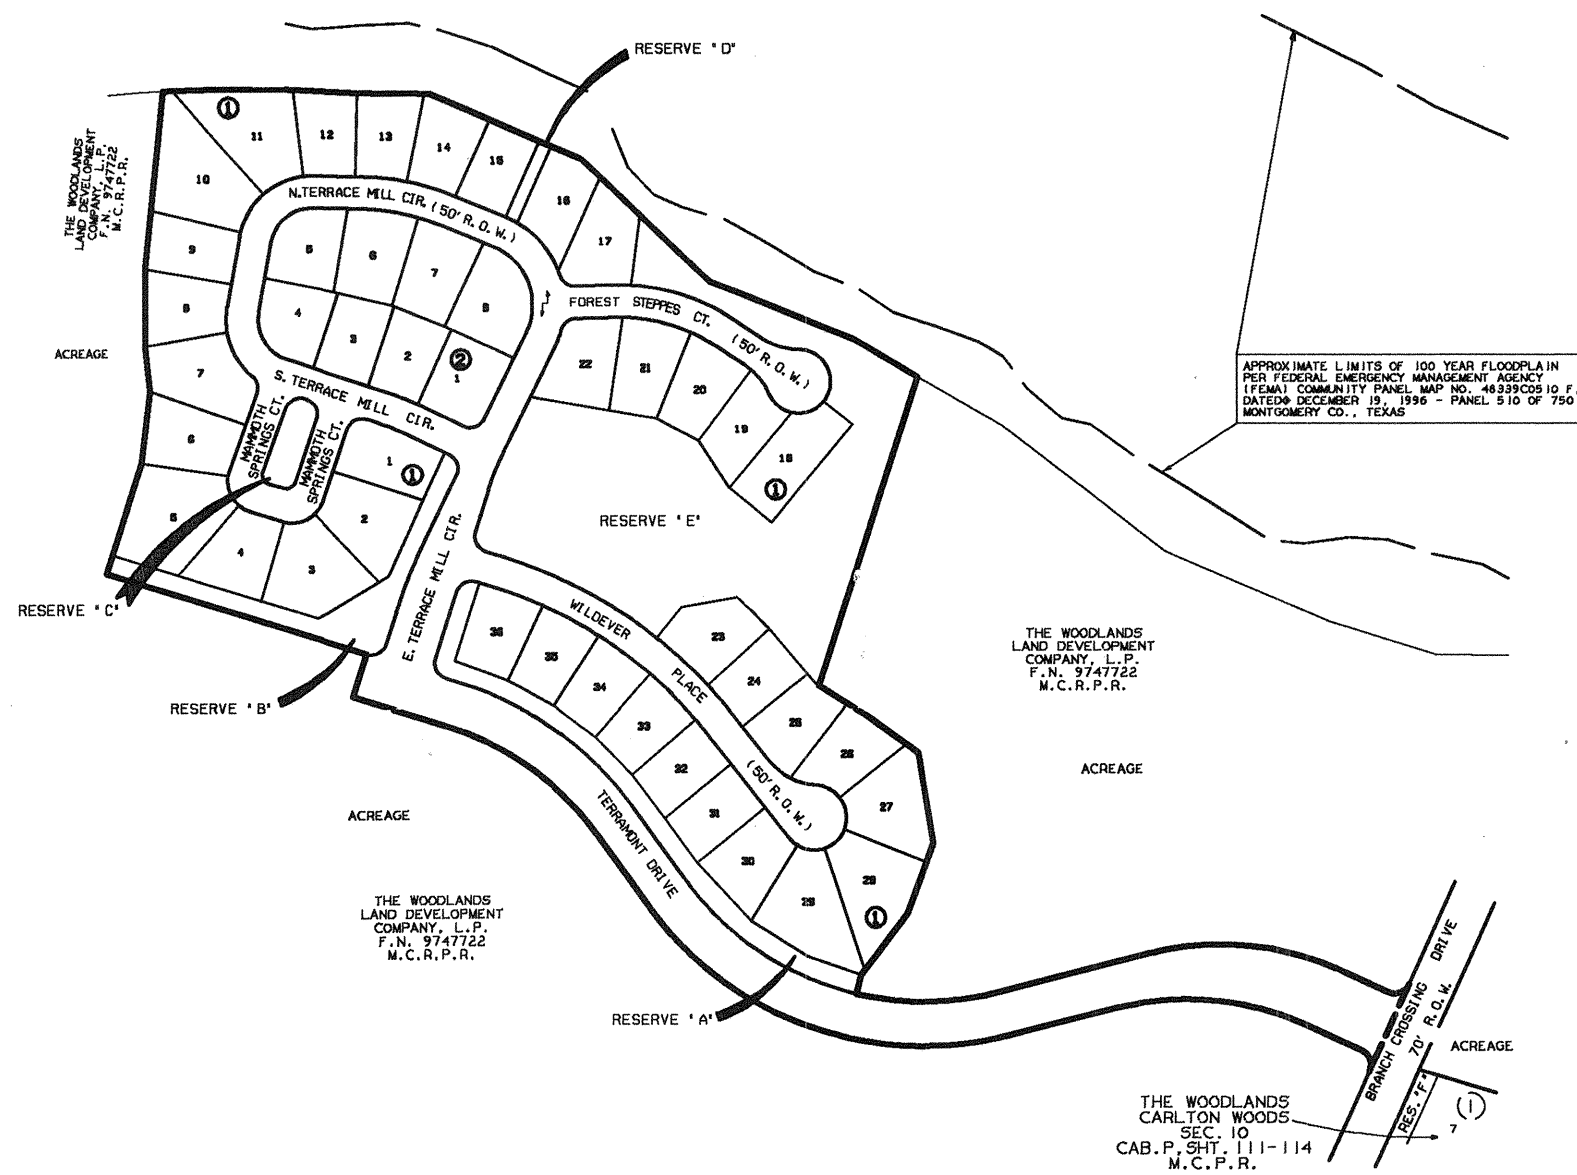 RESERVE "D"
THE WOODLANDS
LAND DEVELOPMENT
COMPANY, L.P.
F.N. 9747722
M.C.R.P.R.
1
11
12
13
14
15
10
N.TERRACE MILL CIR. (50' R.O.W.)
16
17
9
5
6
7
8
8
4
3
2
2
1
FOREST STEPPES CT. (50' R.O.W.)
22
21
20
19
18
1
ACREAGE
7
S. TERRACE MILL CIR.
MAMMOTH
SPRINGS CT.
MAMMOTH
SPRINGS CT.
6
1
1
5
4
3
2
APPROXIMATE LIMITS OF 100 YEAR FLOODPLAIN
PER FEDERAL EMERGENCY MANAGEMENT AGENCY
(FEMA) COMMUNITY PANEL MAP NO. 48339C0510 F,
DATED DECEMBER 19, 1996 - PANEL 510 OF 750
MONTGOMERY CO., TEXAS
RESERVE "E"
E. TERRACE MILL CIR.
RESERVE "C"
RESERVE "B"
WILDEVER
PLACE
(50' R.O.W.)
36
35
34
33
32
31
30
29
23
24
25
26
27
28
1
THE WOODLANDS
LAND DEVELOPMENT
COMPANY, L.P.
F.N. 9747722
M.C.R.P.R.
ACREAGE
ACREAGE
TERRAMONT DRIVE
THE WOODLANDS
LAND DEVELOPMENT
COMPANY, L.P.
F.N. 9747722
M.C.R.P.R.
RESERVE "A"
BRANCH CROSSING DRIVE
70' R.O.W.
ACREAGE
RES. "F"
(1)
7
THE WOODLANDS
CARLTON WOODS
SEC. 10
CAB.P, SHT. 111-114
M.C.P.R.